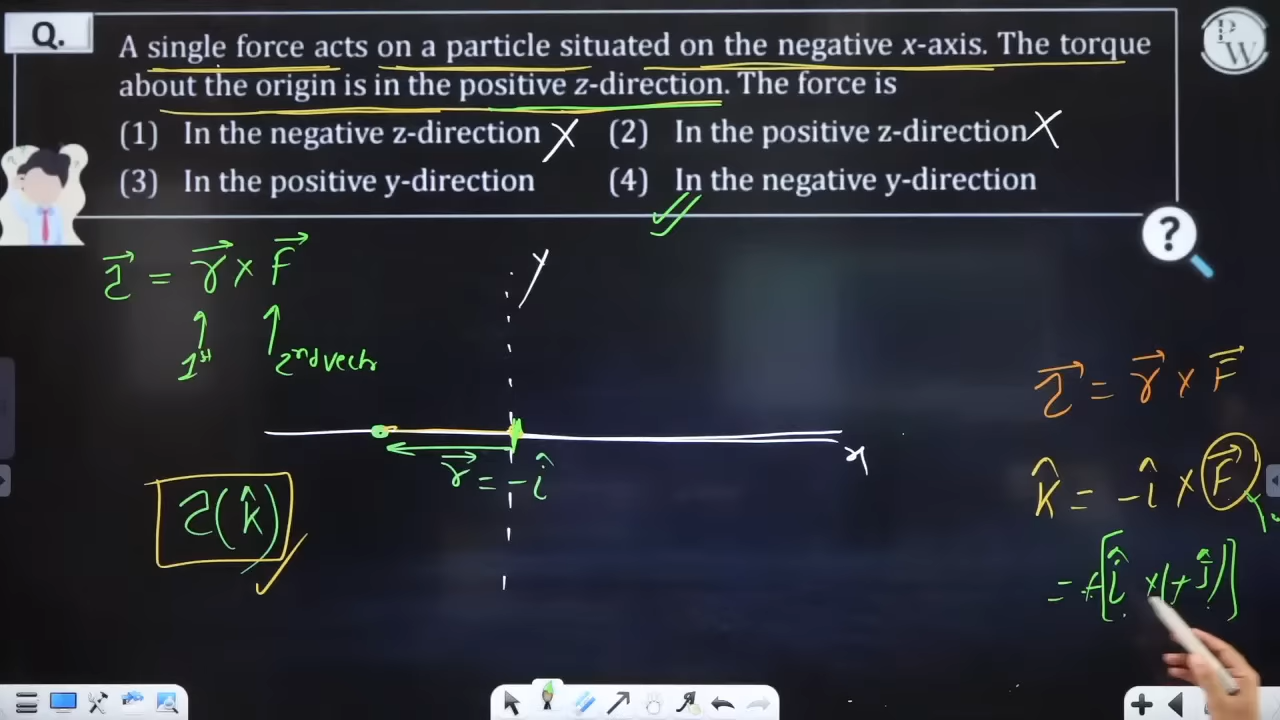 Q.
A single force acts on a particle situated on the negative x-axis. The torque
about the origin is in the positive z-direction. The force is
(1) In the negative z-direction X (2) In the positive z-direction X
(3) In the positive y-direction (4) In the negative y-direction
PW
?
τ⃗ = r⃗ × F⃗
1st
2nd vectr
y
x
r⃗ = -î
τ(k̂)
τ⃗ = r⃗ × F⃗
k̂ = -î × F⃗
= +[î × (+ĵ)]